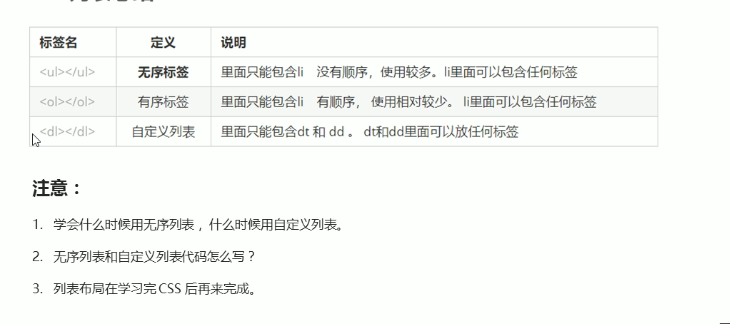 标签名 定义 说明
<ul></ul> 无序标签 里面只能包含li 没有顺序，使用较多。li里面可以包含任何标签
<ol></ol> 有序标签 里面只能包含li 有顺序， 使用相对较少。 li里面可以包含任何标签
<dl></dl> 自定义列表 里面只能包含dt 和 dd 。 dt和dd里面可以放任何标签
注意：
1. 学会什么时候用无序列表 ，什么时候用自定义列表。
2. 无序列表和自定义列表代码怎么写？
3. 列表布局在学习完 CSS 后再来完成。